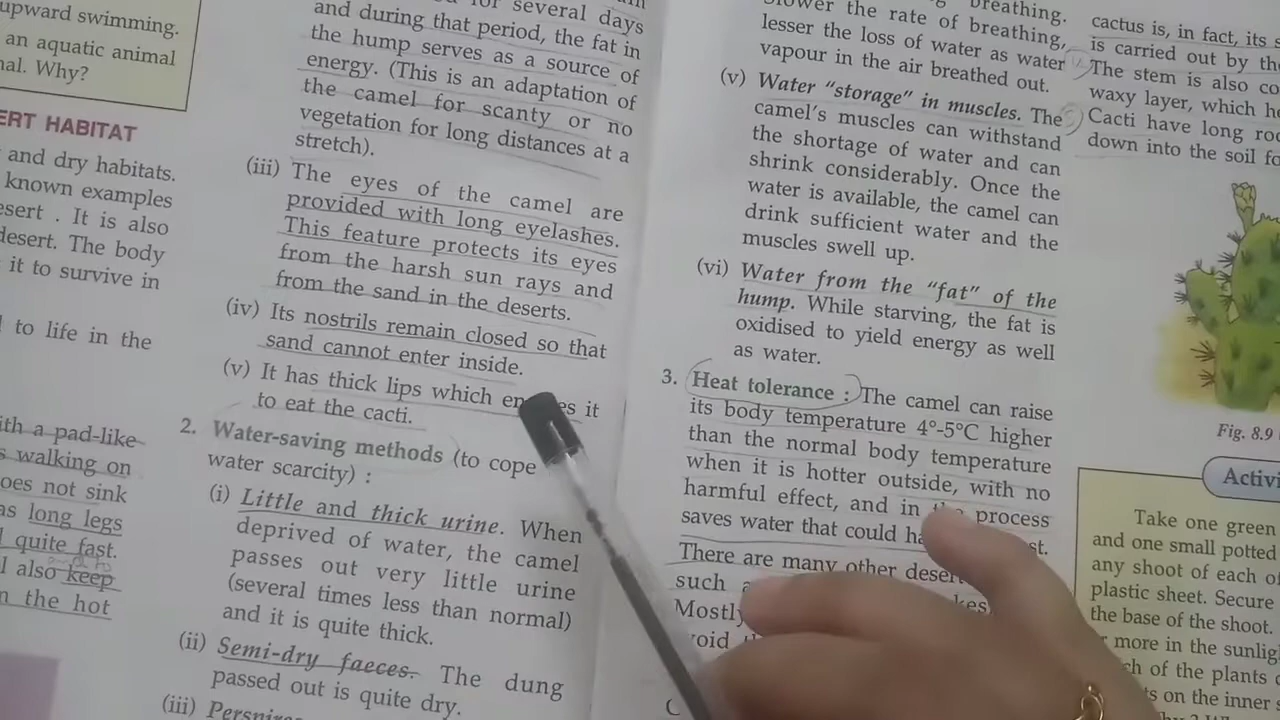 upward swimming.
an aquatic animal
Why?
ERT HABITAT
and dry habitats.
known examples
esert . It is also
desert. The body
it to survive in
to life in the
ith a pad-like
walking on
oes not sink
as long legs
quite fast.
also keep
the hot
for several days
and during that period, the fat in
the hump serves as a source of
energy. (This is an adaptation of
the camel for scanty or no
vegetation for long distances at a
stretch).
(iii) The eyes of the camel are
provided with long eyelashes.
This feature protects its eyes
from the harsh sun rays and
from the sand in the deserts.
(iv) Its nostrils remain closed so that
sand cannot enter inside.
(v) It has thick lips which it
to eat the cacti.
2. Water-saving methods (to cope
water scarcity) :
(i) Little and thick urine. When
deprived of water, the camel
passes out very little urine
(several times less than normal)
and it is quite thick.
(ii) Semi-dry faeces. The dung
passed out is quite dry.
(iii)
breathing.
the rate of breathing,
lesser the loss of water as water
vapour in the air breathed out.
(v) Water "storage" in muscles. The
camel's muscles can withstand
the shortage of water and can
shrink considerably. Once the
water is available, the camel can
drink sufficient water and the
muscles swell up.
(vi) Water from the "fat" of the
hump. While starving, the fat is
oxidised to yield energy as well
as water.
3. Heat tolerance : The camel can raise
its body temperature 4°-5°C higher
than the normal body temperature
when it is hotter outside, with no
harmful effect, and in process
saves water that could
There are many other
such
Mostly
cactus is, in fact, its
is carried out by
The stem is also
waxy layer, which
Cacti have long
down into the soil
Fig. 8.9
Activi
Take one green
and one small potted
any shoot of each of
plastic sheet. Secure
the base of the shoot.
more in the
of the plants
on the inner